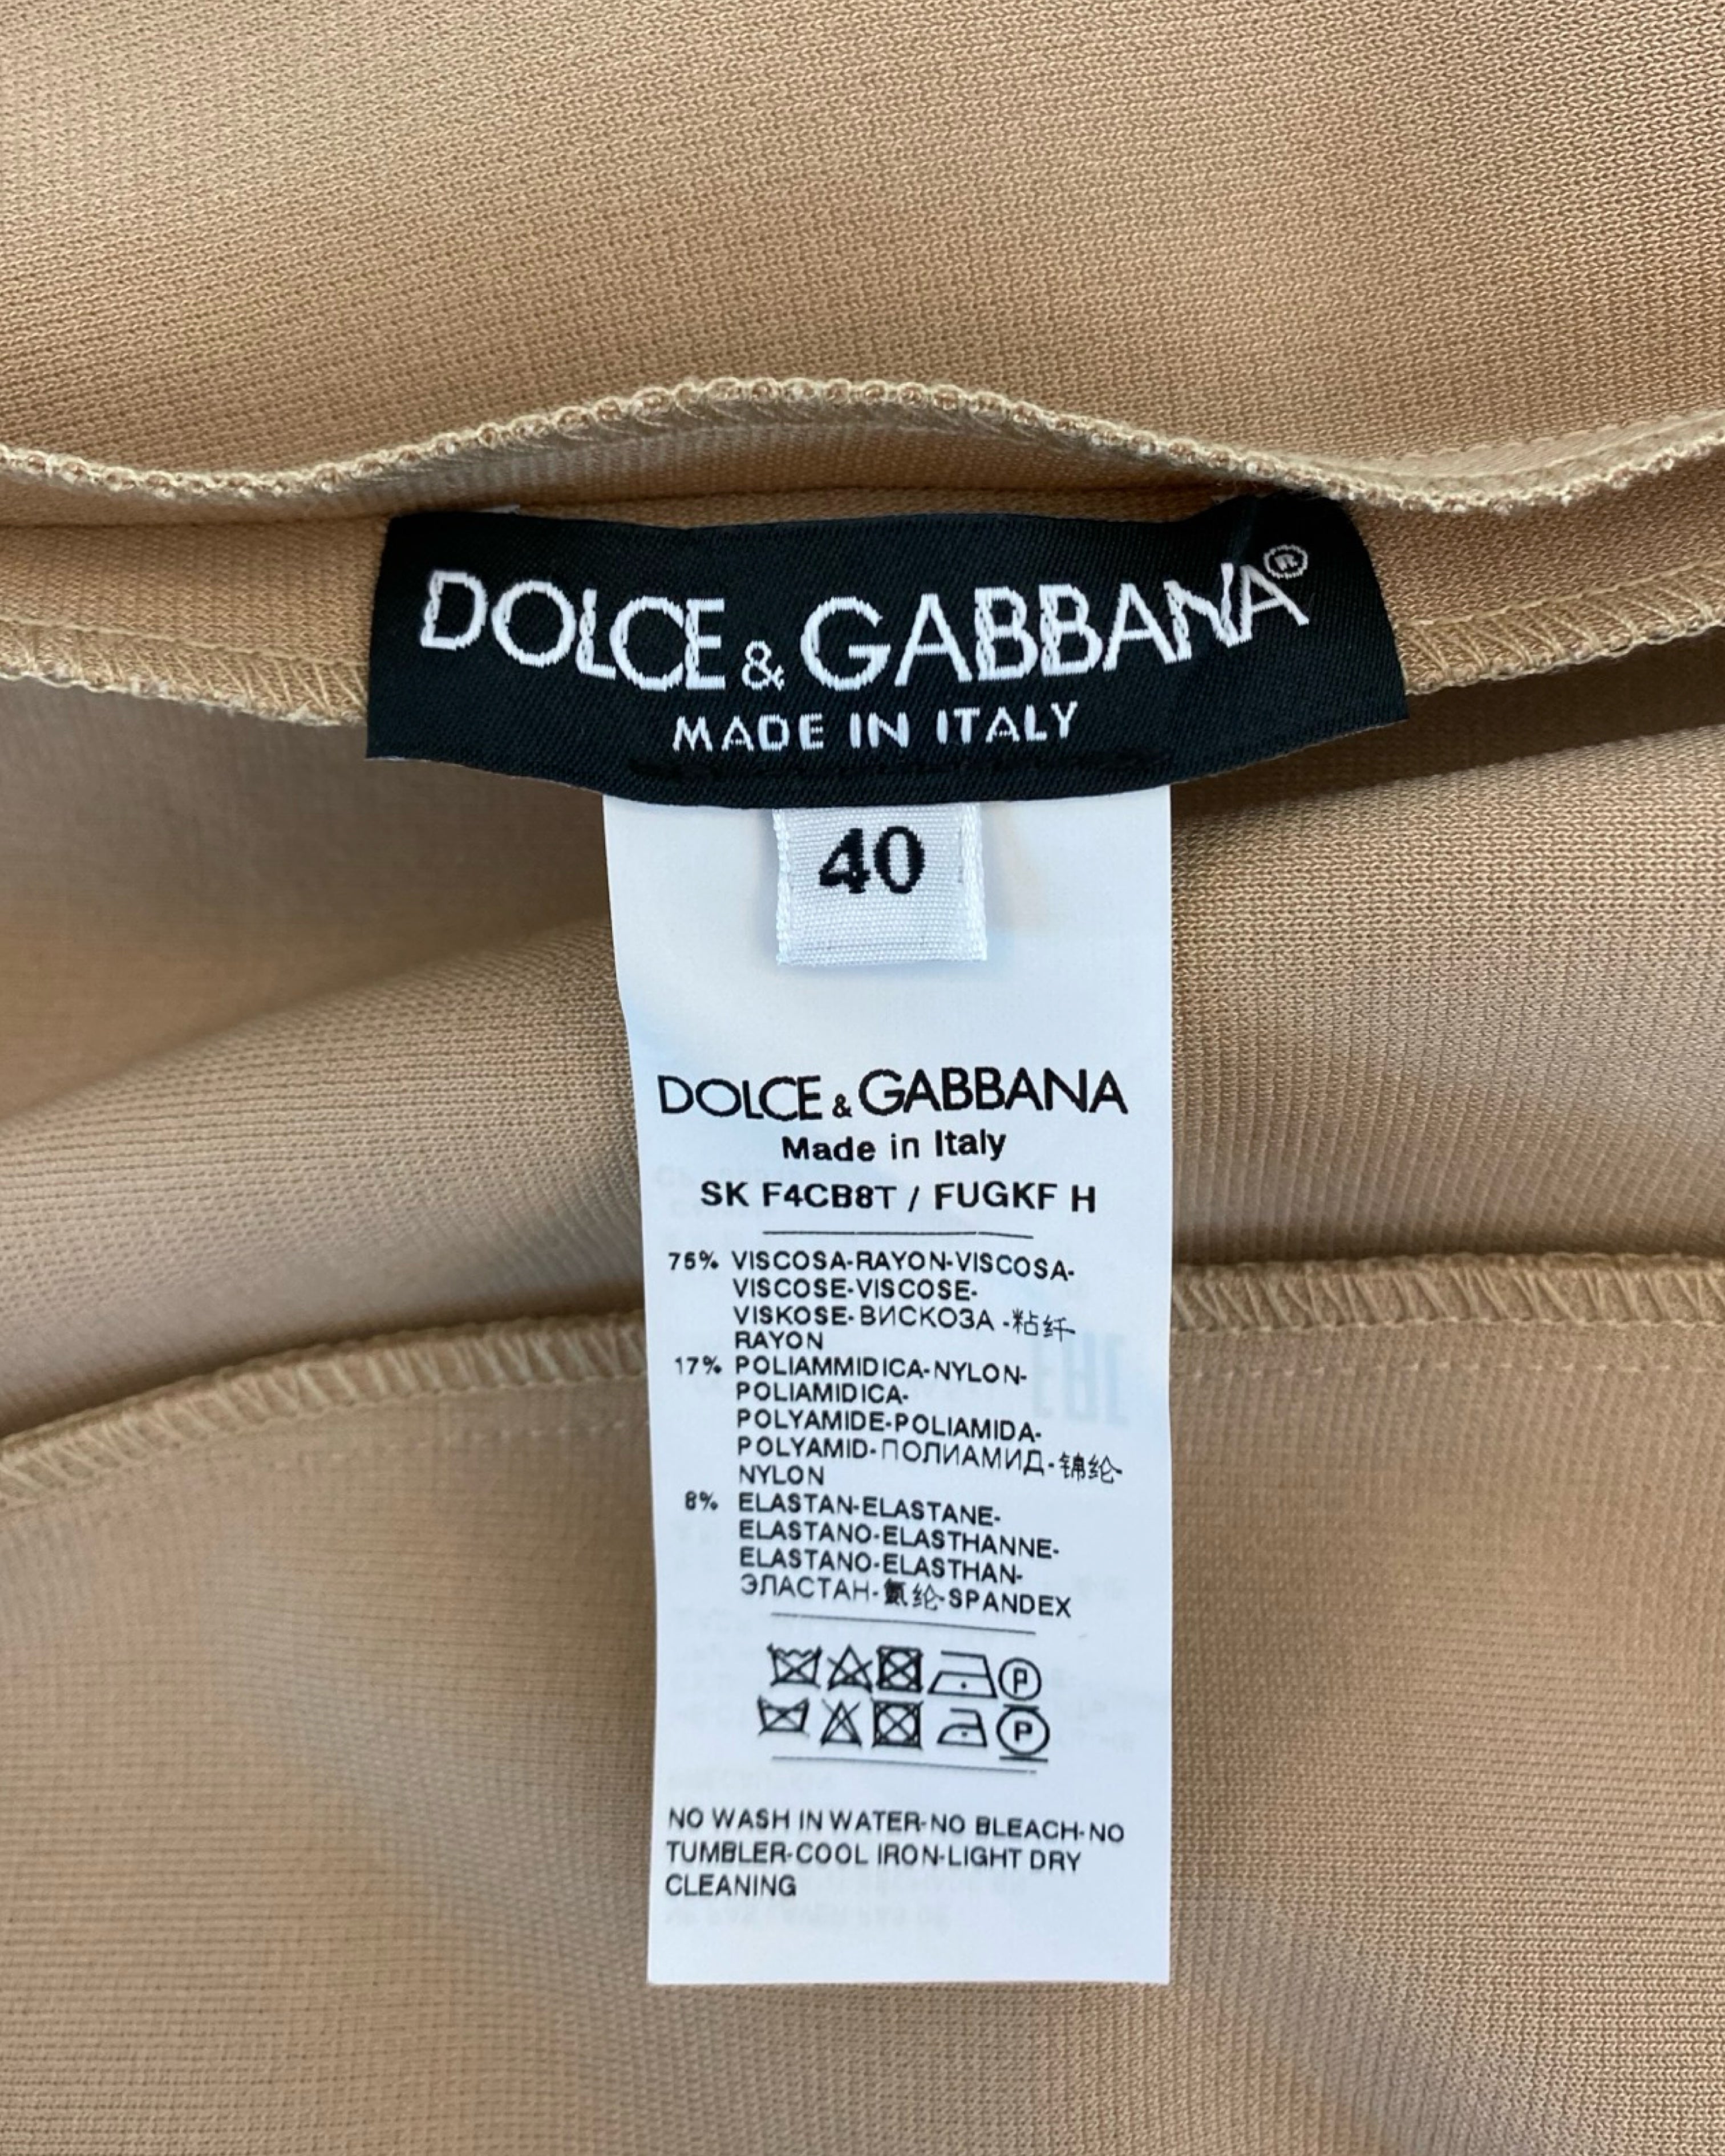 DOLCE & GABBANA®
MADE IN ITALY
40
DOLCE & GABBANA
Made in Italy
SK F4CB8T / FUGKF H
75% VISCOSA-RAYON-VISCOSA-
VISCOSE-VISCOSE-
VISKOSE-ВИСКОЗА-粘纤-
RAYON
17% POLIAMMIDICA-NYLON-
POLIAMIDICA-
POLYAMIDE-POLIAMIDA-
POLYAMID-ПОЛИАМИД-锦纶-
NYLON
8% ELASTAN-ELASTANE-
ELASTANO-ELASTHANNE-
ELASTANO-ELASTHAN-
ЭЛАСТАН-氨纶-SPANDEX
P
P
NO WASH IN WATER-NO BLEACH-NO
TUMBLER-COOL IRON-LIGHT DRY
CLEANING